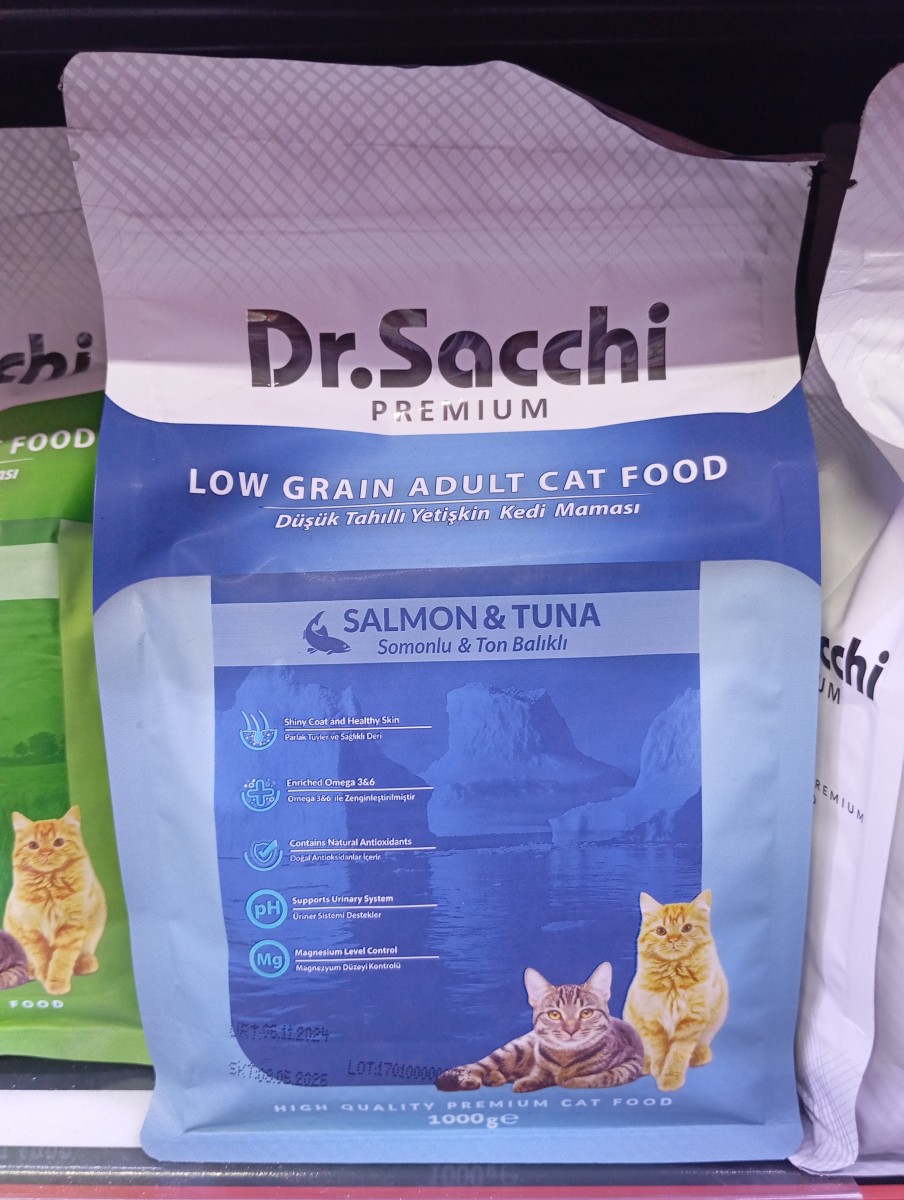 Dr.Sacchi
PREMIUM
LOW GRAIN ADULT CAT FOOD
Düşük Tahıllı Yetişkin Kedi Maması
SALMON & TUNA
Somonlu & Ton Balıklı
Shiny Coat and Healthy Skin
Parlak Tüyler ve Sağlıklı Deri
Enriched Omega 3&6
Omega 3&6 ile Zenginleştirilmiştir
Contains Natural Antioxidants
Doğal Antioksidanlar İçerir
pH
Supports Urinary System
Üriner Sistemi Destekler
Mg
Magnesium Level Control
Magnezyum Düzeyi Kontrolü
HIGH QUALITY PREMIUM CAT FOOD
1000g℮
FOOD
FOOD
PREMIUM